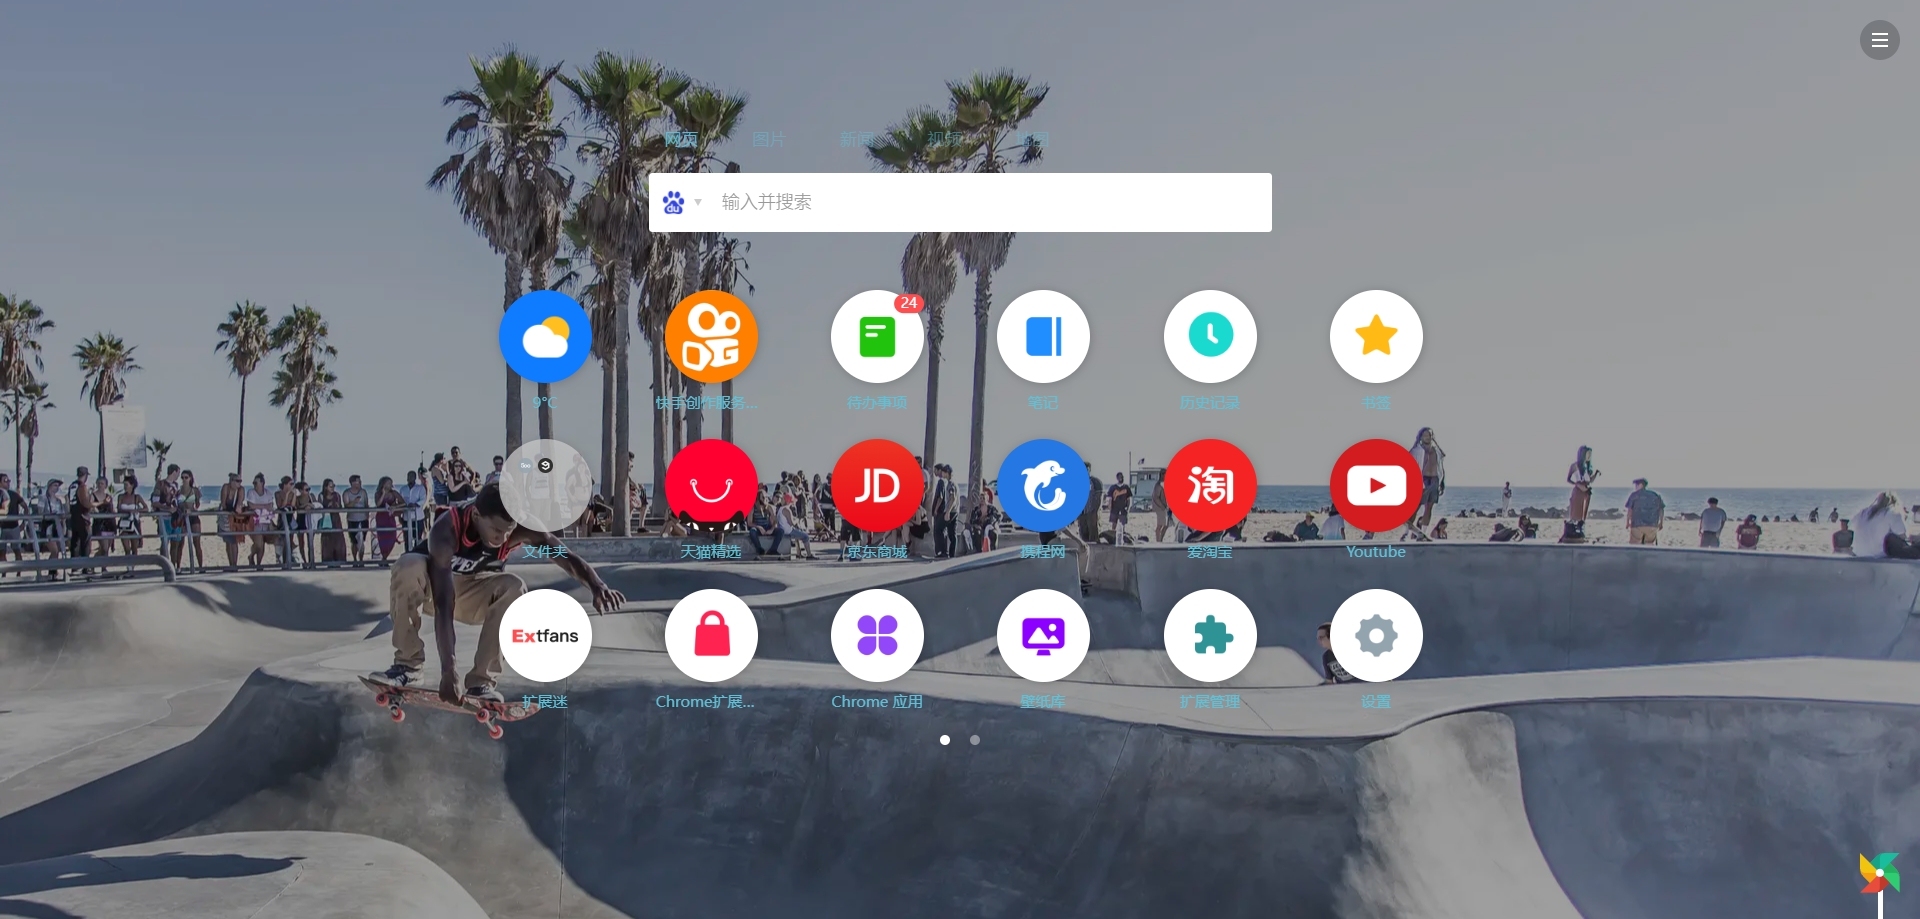 网页 图片 新闻 视频 地图
du 输入并搜索
24
9°C 快手创作服务... 待办事项 笔记 历史记录 书签
JD 淘
文件夹 天猫精选 京东商城 携程网 爱淘宝 Youtube
Extfans
扩展迷 Chrome扩展... Chrome 应用 壁纸库 扩展管理 设置